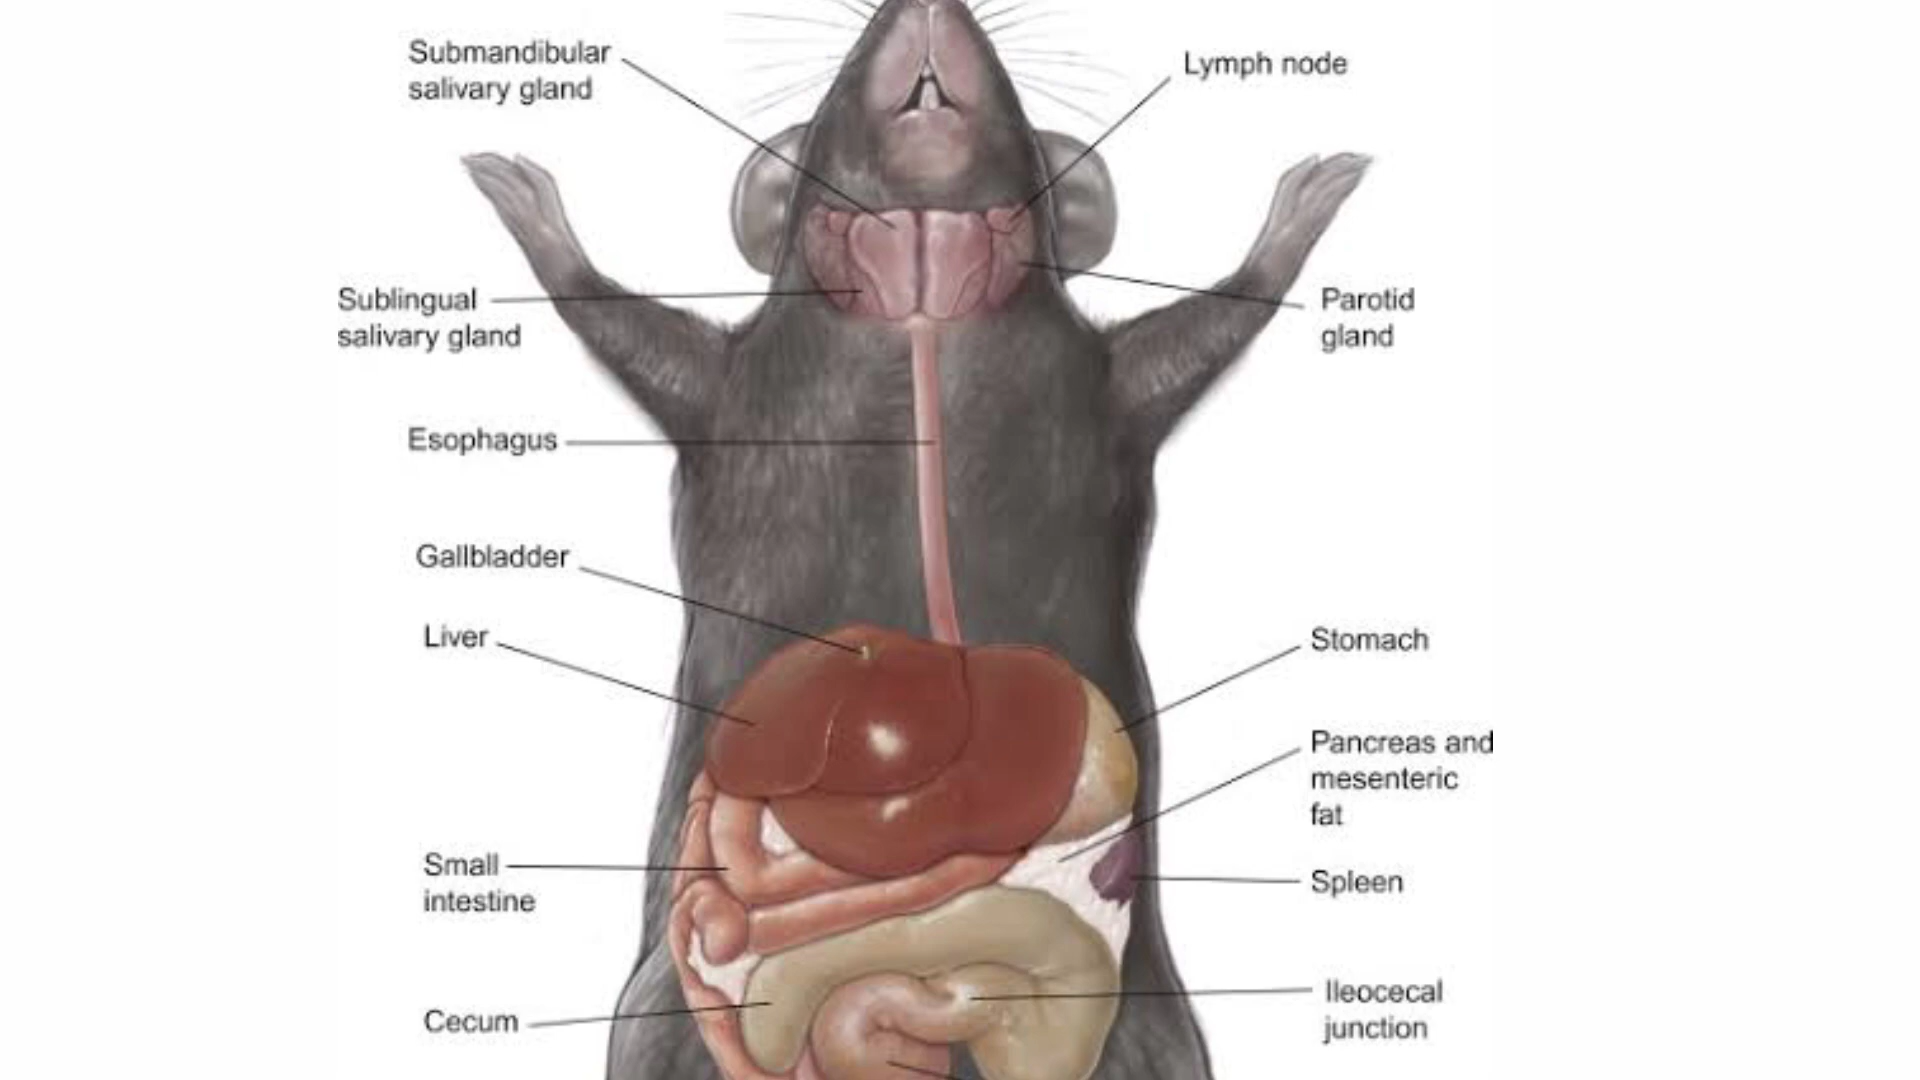 Submandibular
salivary gland
Lymph node
Sublingual
salivary gland
Parotid
gland
Esophagus
Gallbladder
Liver
Stomach
Pancreas and
mesenteric
fat
Small
intestine
Spleen
Cecum
Ileocecal
junction